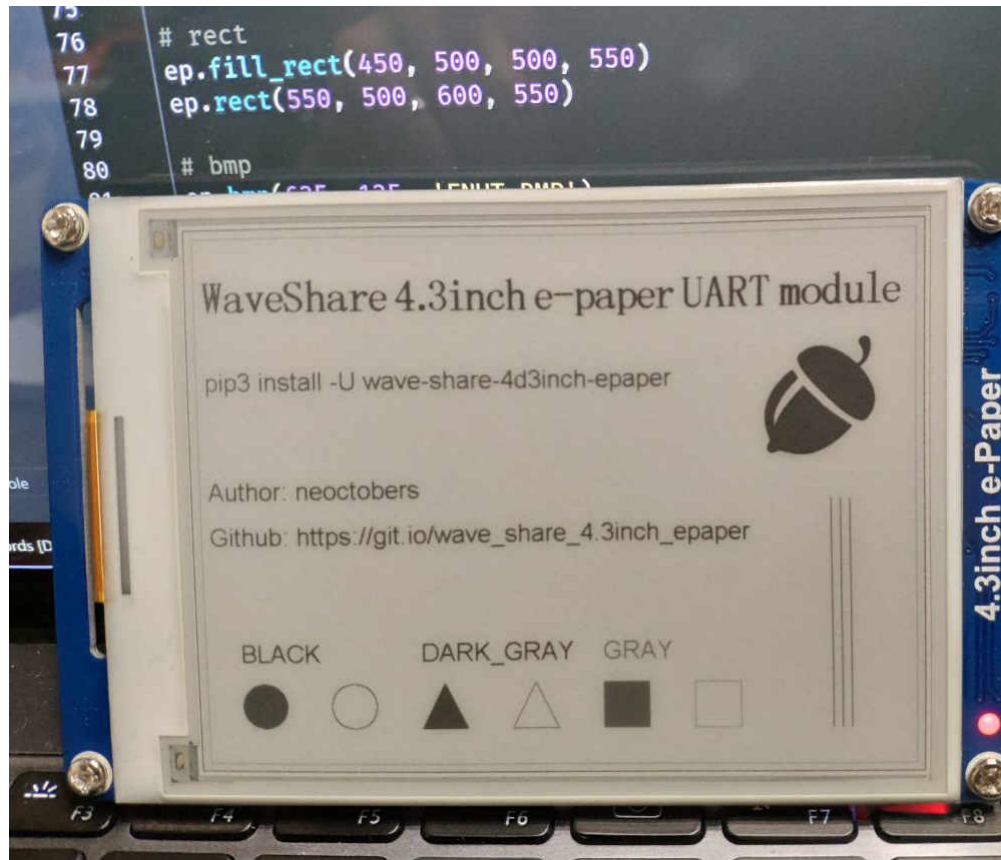 76 # rect
77 ep.fill_rect(450, 500, 500, 550)
78 ep.rect(550, 500, 600, 550)
79
80 # bmp
WaveShare 4.3inch e-paper UART module
pip3 install -U wave-share-4d3inch-epaper
Author: neoctobers
Github: https://git.io/wave_share_4.3inch_epaper
BLACK DARK_GRAY GRAY
4.3inch e-Paper
ole
rds [D
F3 F4 F5 F6 F7 F8